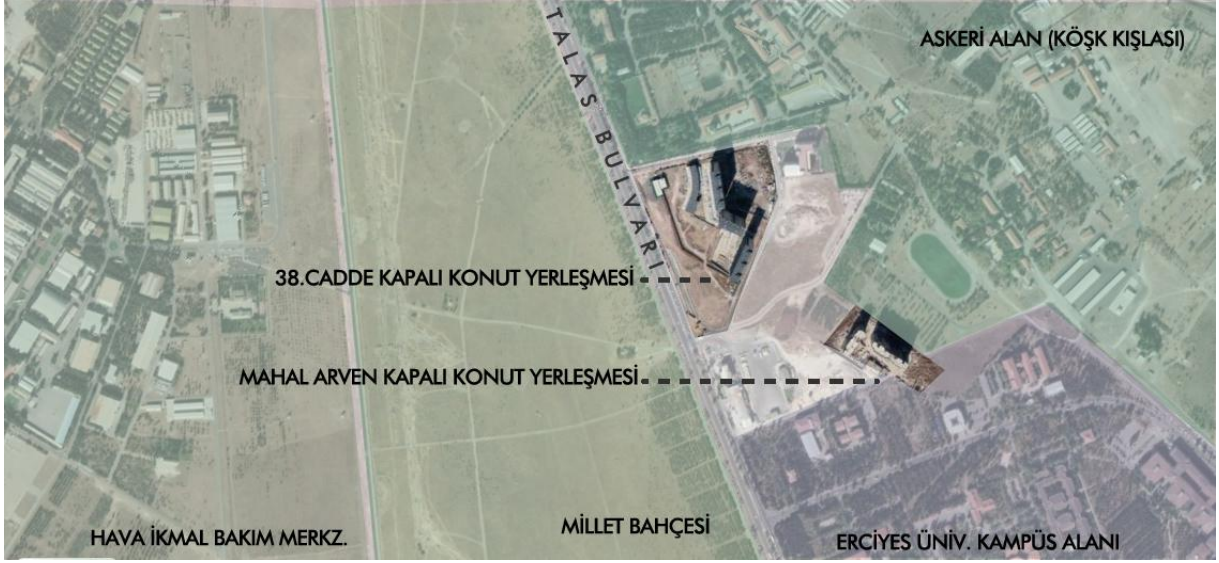 ASKERİ ALAN (KÖŞK KIŞLASI)
TALAS BULVARI
38.CADDE KAPALI KONUT YERLEŞMESİ
MAHAL ARVEN KAPALI KONUT YERLEŞMESİ
HAVA İKMAL BAKIM MERKZ.
MİLLET BAHÇESİ
ERCİYES ÜNİV. KAMPÜS ALANI